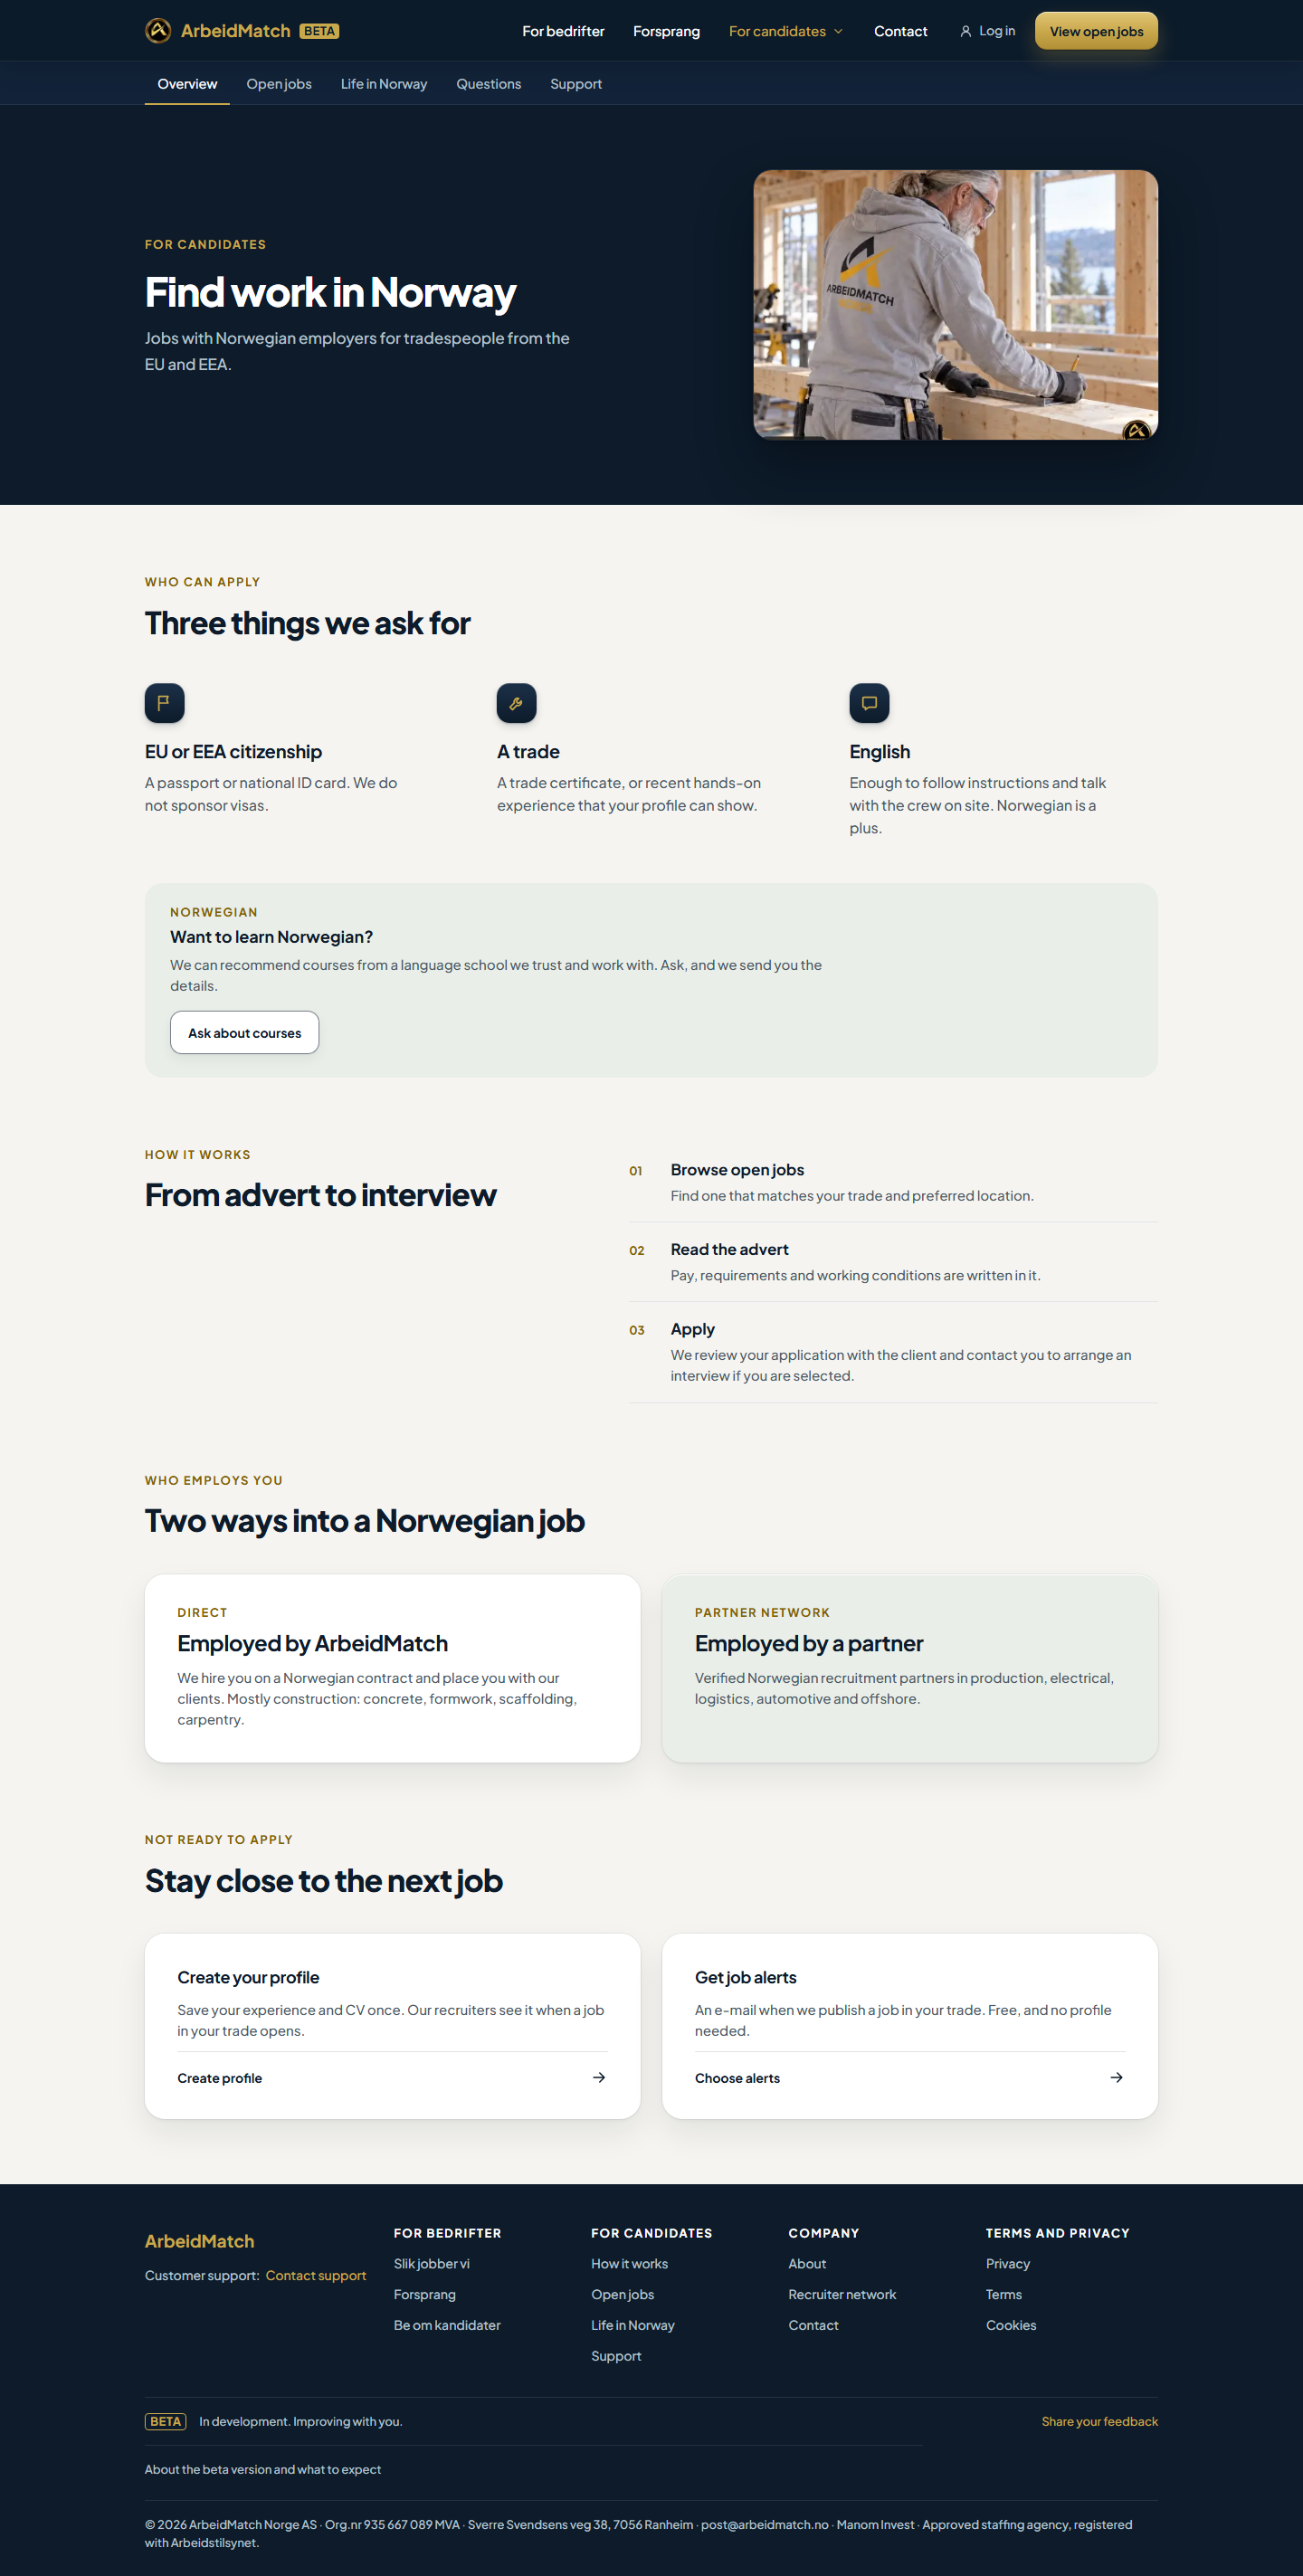 ArbeidMatch BETA
For bedrifter
Forsprang
For candidates
Contact
Log in
View open jobs
Overview
Open jobs
Life in Norway
Questions
Support
FOR CANDIDATES
Find work in Norway
Jobs with Norwegian employers for tradespeople from the
EU and EEA.
ARBEIDMATCH
WHO CAN APPLY
Three things we ask for
EU or EEA citizenship
A passport or national ID card. We do
not sponsor visas.
A trade
A trade certificate, or recent hands-on
experience that your profile can show.
English
Enough to follow instructions and talk
with the crew on site. Norwegian is a
plus.
NORWEGIAN
Want to learn Norwegian?
We can recommend courses from a language school we trust and work with. Ask, and we send you the
details.
Ask about courses
HOW IT WORKS
From advert to interview
01 Browse open jobs
Find one that matches your trade and preferred location.
02 Read the advert
Pay, requirements and working conditions are written in it.
03 Apply
We review your application with the client and contact you to arrange an
interview if you are selected.
WHO EMPLOYS YOU
Two ways into a Norwegian job
DIRECT
Employed by ArbeidMatch
We hire you on a Norwegian contract and place you with our
clients. Mostly construction: concrete, formwork, scaffolding,
carpentry.
PARTNER NETWORK
Employed by a partner
Verified Norwegian recruitment partners in production, electrical,
logistics, automotive and offshore.
NOT READY TO APPLY
Stay close to the next job
Create your profile
Save your experience and CV once. Our recruiters see it when a job
in your trade opens.
Create profile
Get job alerts
An e-mail when we publish a job in your trade. Free, and no profile
needed.
Choose alerts
ArbeidMatch
Customer support: Contact support
FOR BEDRIFTER
Slik jobber vi
Forsprang
Be om kandidater
FOR CANDIDATES
How it works
Open jobs
Life in Norway
Support
COMPANY
About
Recruiter network
Contact
TERMS AND PRIVACY
Privacy
Terms
Cookies
BETA In development. Improving with you.
Share your feedback
About the beta version and what to expect
© 2026 ArbeidMatch Norge AS · Org.nr 935 667 089 MVA · Sverre Svendsens veg 38, 7056 Ranheim · post@arbeidmatch.no · Manom Invest · Approved staffing agency, registered
with Arbeidstilsynet.